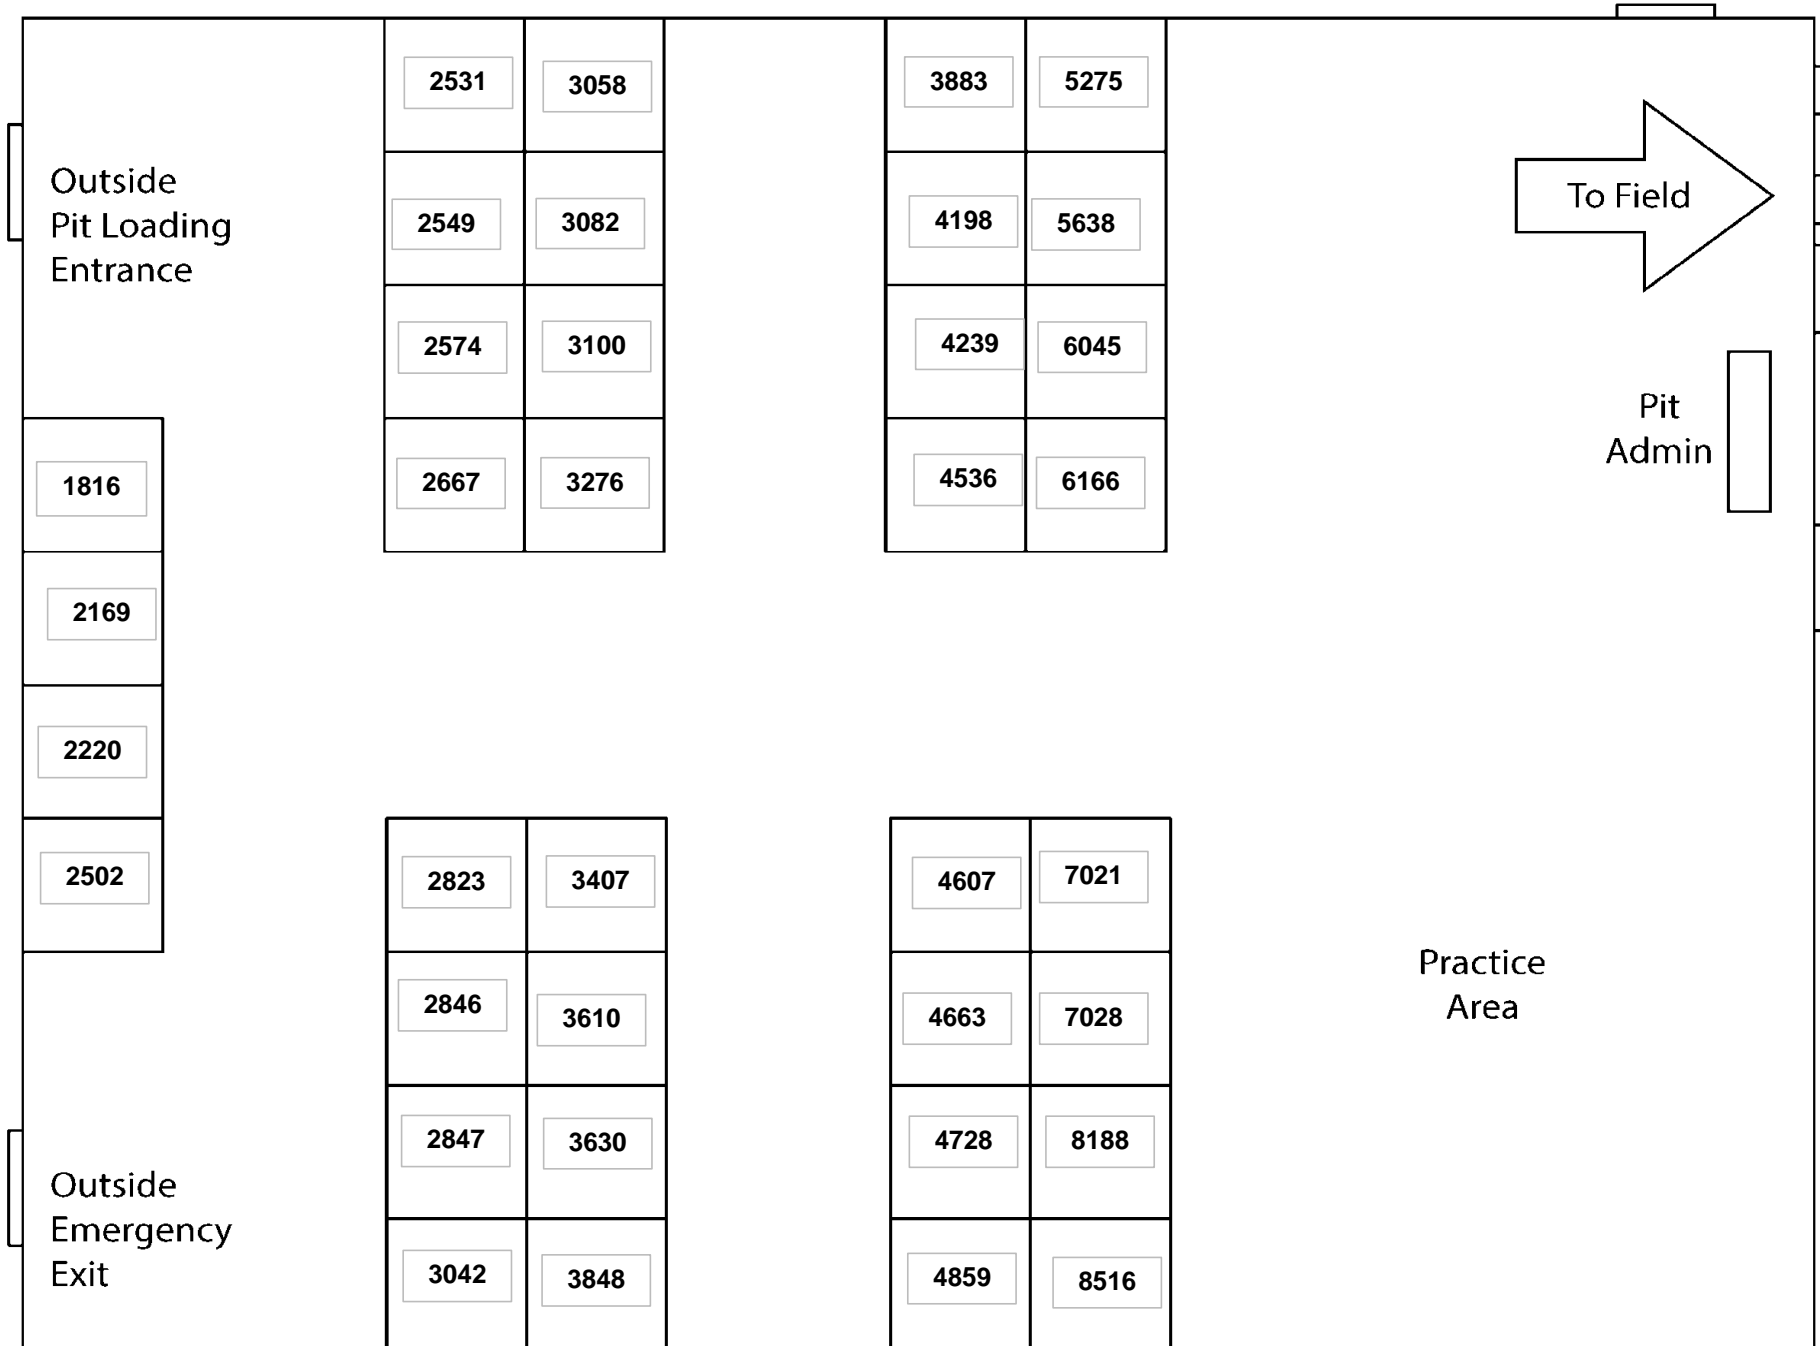 2531 3058 3883 5275
Outside
Pit Loading
Entrance
To Field
2549 3082 4198 5638
2574 3100 4239 6045
Pit
Admin
1816 2667 3276 4536 6166
2169
2220
2502 2823 3407 4607 7021
Practice
Area
2846 3610 4663 7028
2847 3630 4728 8188
Outside
Emergency
Exit
3042 3848 4859 8516